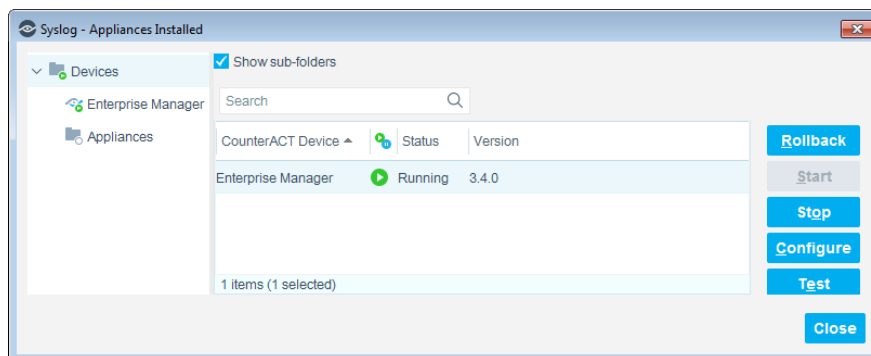 Syslog - Appliances Installed
Devices
Enterprise Manager
Appliances
Show sub-folders
Search
CounterACT Device Status Version
Enterprise Manager Running 3.4.0
1 items (1 selected)
Rollback
Start
Stop
Configure
Test
Close